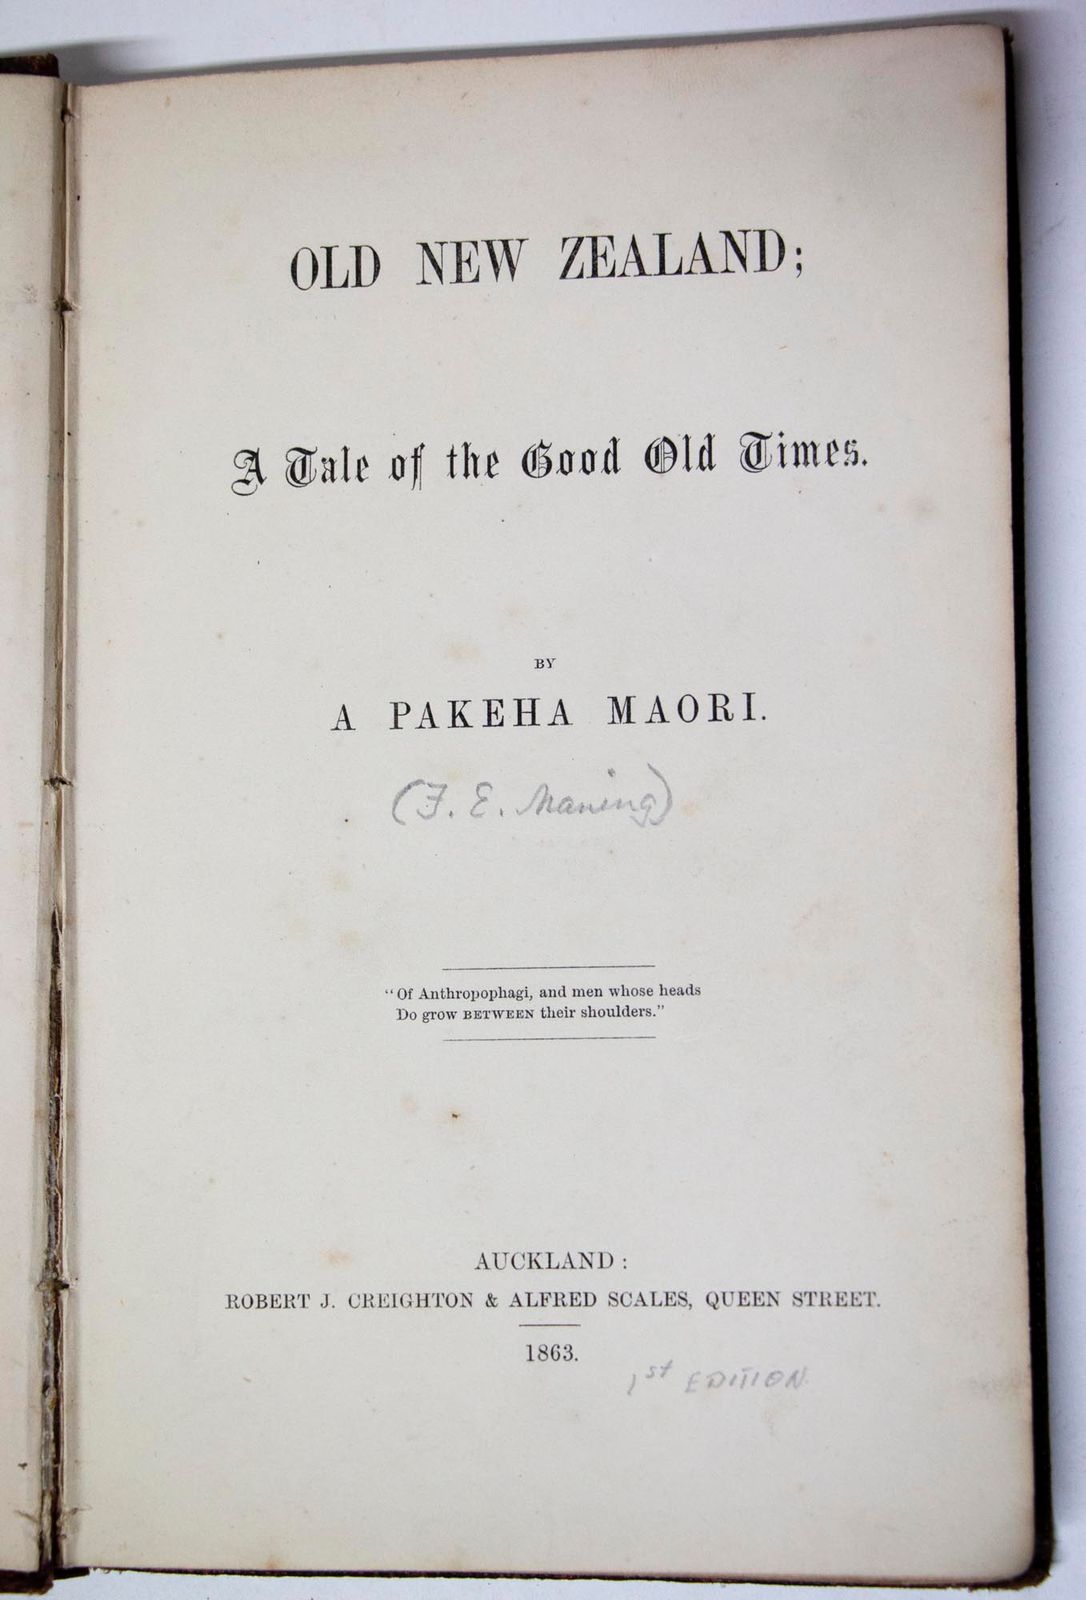 OLD NEW ZEALAND;
A Tale of the Good Old Times.
BY
A PAKEHA MAORI.
(F. E. Maning)
"Of Anthropophagi, and men whose heads
Do grow BETWEEN their shoulders."
AUCKLAND:
ROBERT J. CREIGHTON & ALFRED SCALES, QUEEN STREET.
1863.
1st EDITION